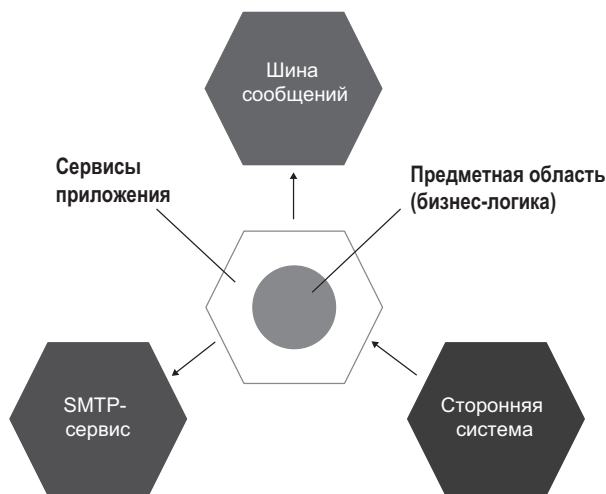 Шина
сообщений
Сервисы
приложения
Предметная область
(бизнес-логика)
SMTP-
сервис
Сторонняя
система